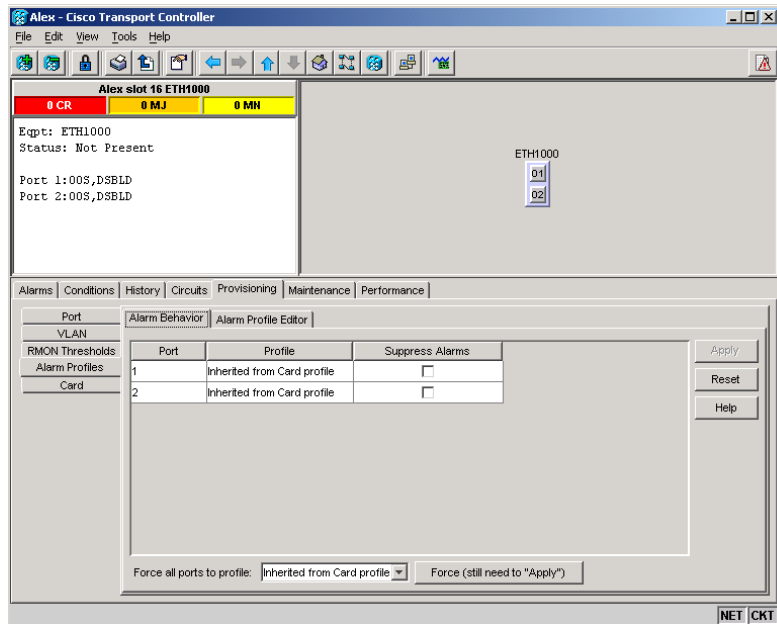 Alex - Cisco Transport Controller
File Edit View Tools Help
Alex slot 16 ETH1000
0 CR 0 MJ 0 MN
Eqpt: ETH1000
Status: Not Present
Port 1:OOS,DSBLD
Port 2:OOS,DSBLD
ETH1000
01
02
Alarms Conditions History Circuits Provisioning Maintenance Performance
Port
VLAN
RMON Thresholds
Alarm Profiles
Card
Alarm Behavior Alarm Profile Editor
Port Profile Suppress Alarms
1 Inherited from Card profile
2 Inherited from Card profile
Apply
Reset
Help
Force all ports to profile: Inherited from Card profile Force (still need to "Apply")
NET CKT